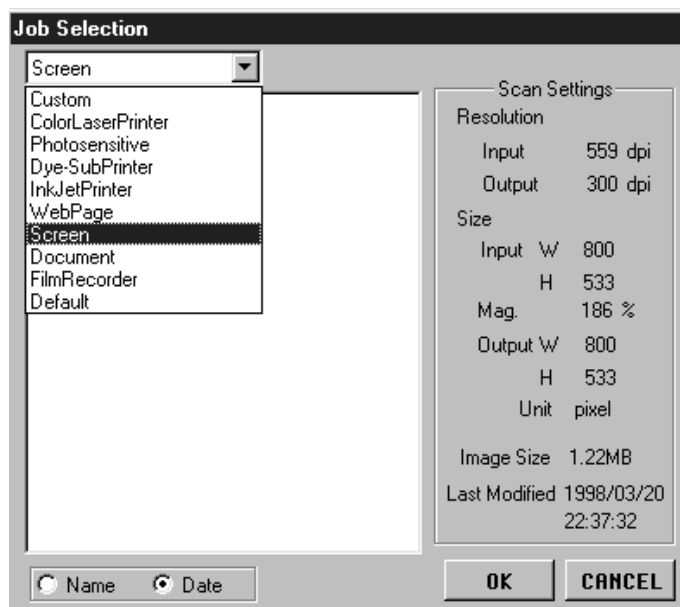 Job Selection
Screen
Custom
ColorLaserPrinter
Photosensitive
Dye-SubPrinter
InkJetPrinter
WebPage
Screen
Document
FilmRecorder
Default
Scan Settings
Resolution
Input 559 dpi
Output 300 dpi
Size
Input W 800
H 533
Mag. 186 %
Output W 800
H 533
Unit pixel
Image Size 1.22MB
Last Modified 1998/03/20
22:37:32
Name Date
OK CANCEL